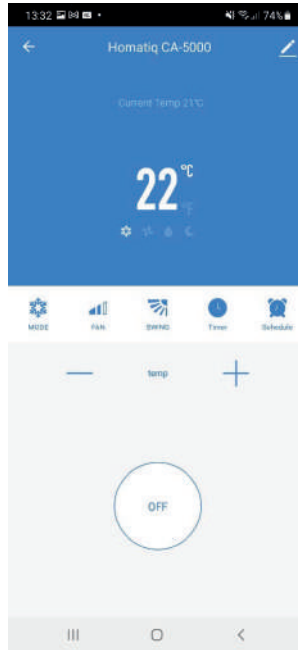 13:32 74%
Homatiq CA-5000
Current Temp 21°C
22 °C
°F
MODE FAN SWING Timer Schedule
temp
OFF